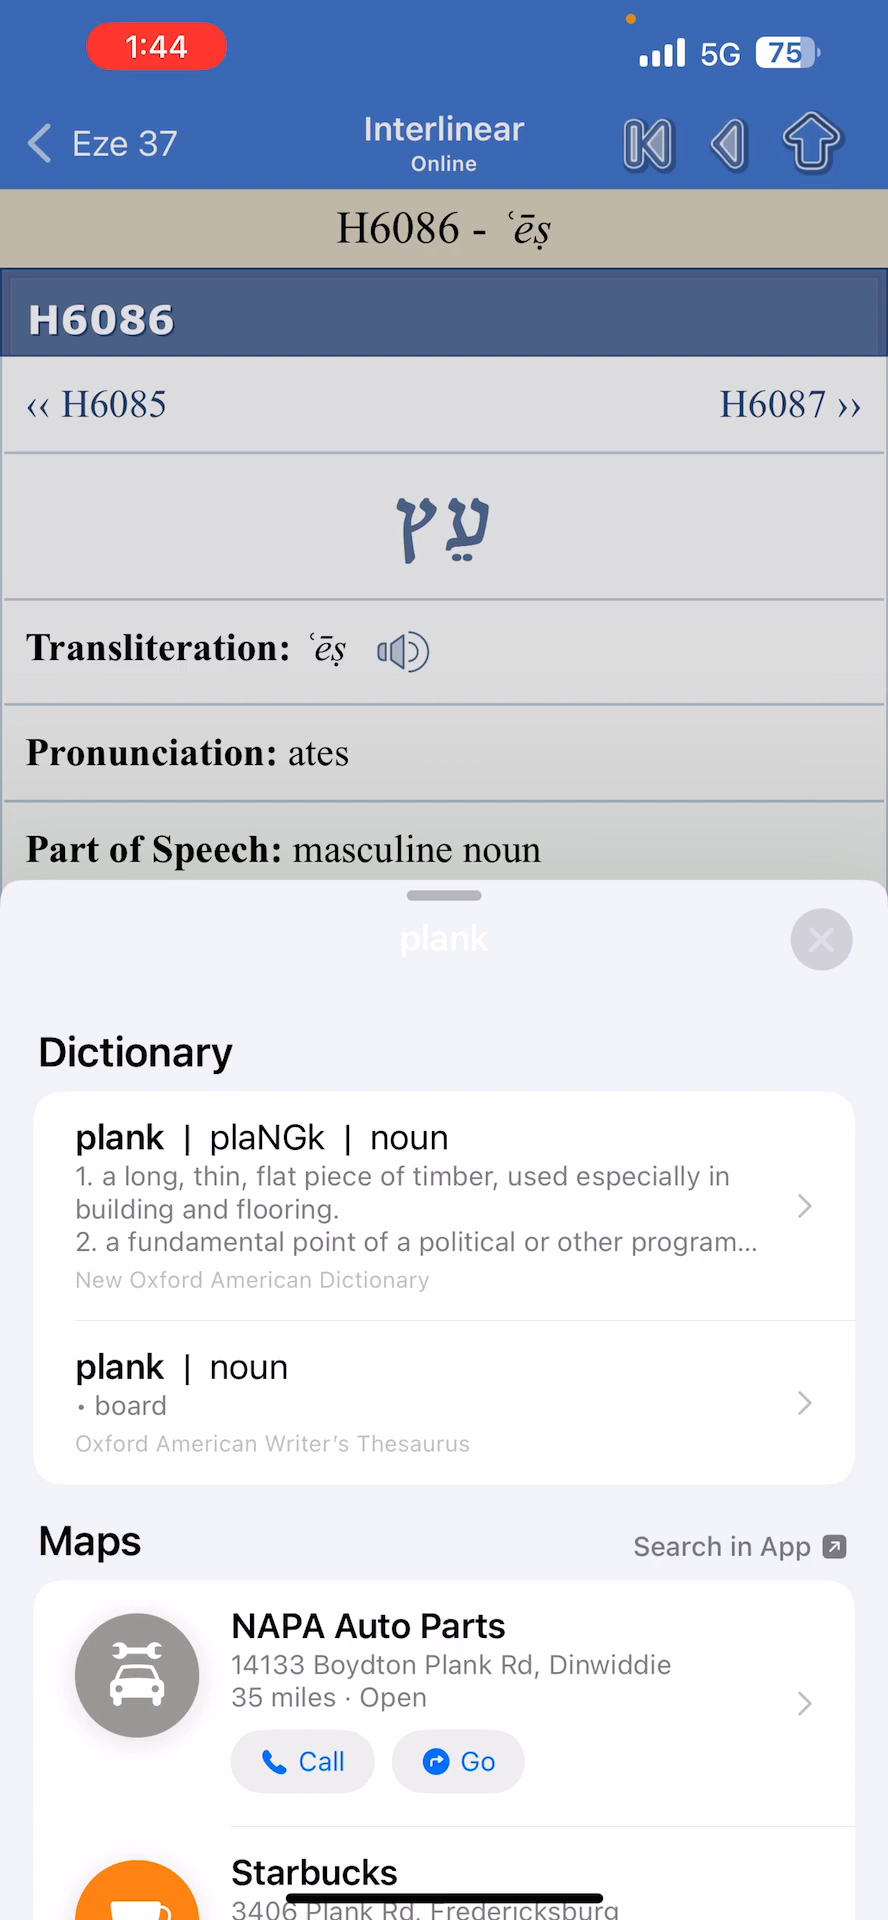 1:44
5G 75
Eze 37
Interlinear
Online
H6086 - ʿēṣ
H6086
‹‹ H6085
H6087 ››
עֵץ
Transliteration: ʿēṣ
Pronunciation: ates
Part of Speech: masculine noun
plank
Dictionary
plank | plaNGk | noun
1. a long, thin, flat piece of timber, used especially in
building and flooring.
2. a fundamental point of a political or other program...
New Oxford American Dictionary
plank | noun
• board
Oxford American Writer's Thesaurus
Maps
Search in App
NAPA Auto Parts
14133 Boydton Plank Rd, Dinwiddie
35 miles · Open
Call
Go
Starbucks
3406 Plank Rd, Fredericksburg